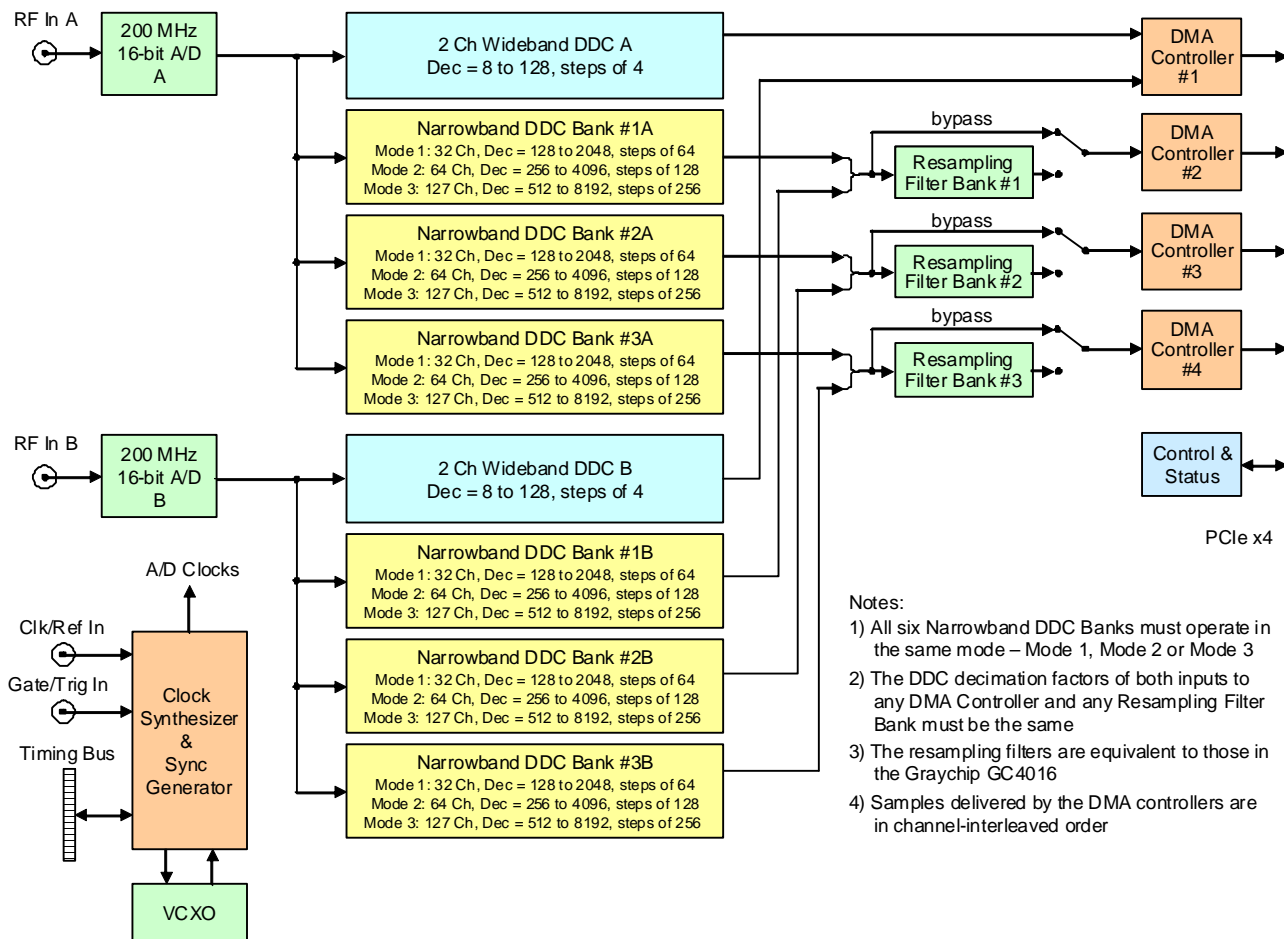 RF In A
200 MHz
16-bit A/D
A
2 Ch Wideband DDC A
Dec = 8 to 128, steps of 4
DMA
Controller
#1
Narrowband DDC Bank #1A
Mode 1: 32 Ch, Dec = 128 to 2048, steps of 64
Mode 2: 64 Ch, Dec = 256 to 4096, steps of 128
Mode 3: 127 Ch, Dec = 512 to 8192, steps of 256
bypass
Resampling
Filter Bank #1
DMA
Controller
#2
Narrowband DDC Bank #2A
Mode 1: 32 Ch, Dec = 128 to 2048, steps of 64
Mode 2: 64 Ch, Dec = 256 to 4096, steps of 128
Mode 3: 127 Ch, Dec = 512 to 8192, steps of 256
bypass
Resampling
Filter Bank #2
DMA
Controller
#3
Narrowband DDC Bank #3A
Mode 1: 32 Ch, Dec = 128 to 2048, steps of 64
Mode 2: 64 Ch, Dec = 256 to 4096, steps of 128
Mode 3: 127 Ch, Dec = 512 to 8192, steps of 256
bypass
Resampling
Filter Bank #3
DMA
Controller
#4
RF In B
200 MHz
16-bit A/D
B
2 Ch Wideband DDC B
Dec = 8 to 128, steps of 4
Control &
Status
PCIe x4
Narrowband DDC Bank #1B
Mode 1: 32 Ch, Dec = 128 to 2048, steps of 64
Mode 2: 64 Ch, Dec = 256 to 4096, steps of 128
Mode 3: 127 Ch, Dec = 512 to 8192, steps of 256
Narrowband DDC Bank #2B
Mode 1: 32 Ch, Dec = 128 to 2048, steps of 64
Mode 2: 64 Ch, Dec = 256 to 4096, steps of 128
Mode 3: 127 Ch, Dec = 512 to 8192, steps of 256
Narrowband DDC Bank #3B
Mode 1: 32 Ch, Dec = 128 to 2048, steps of 64
Mode 2: 64 Ch, Dec = 256 to 4096, steps of 128
Mode 3: 127 Ch, Dec = 512 to 8192, steps of 256
A/D Clocks
Clk/Ref In
Gate/Trig In
Timing Bus
Clock
Synthesizer
&
Sync
Generator
VCXO
Notes:
1) All six Narrowband DDC Banks must operate in
the same mode – Mode 1, Mode 2 or Mode 3
2) The DDC decimation factors of both inputs to
any DMA Controller and any Resampling Filter
Bank must be the same
3) The resampling filters are equivalent to those in
the Graychip GC4016
4) Samples delivered by the DMA controllers are
in channel-interleaved order